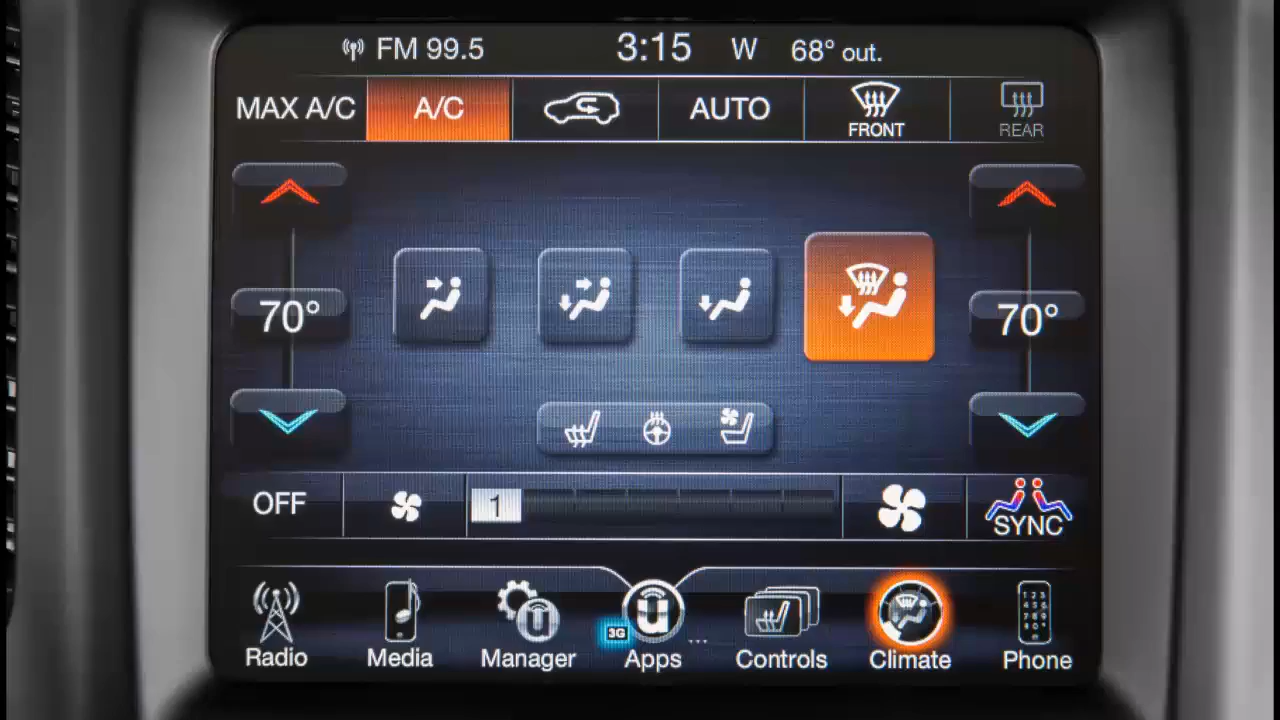 FM 99.5 3:15 W 68° out.
MAX A/C A/C AUTO FRONT REAR
70° 70°
OFF 1 SYNC
3G
Radio Media Manager Apps Controls Climate Phone